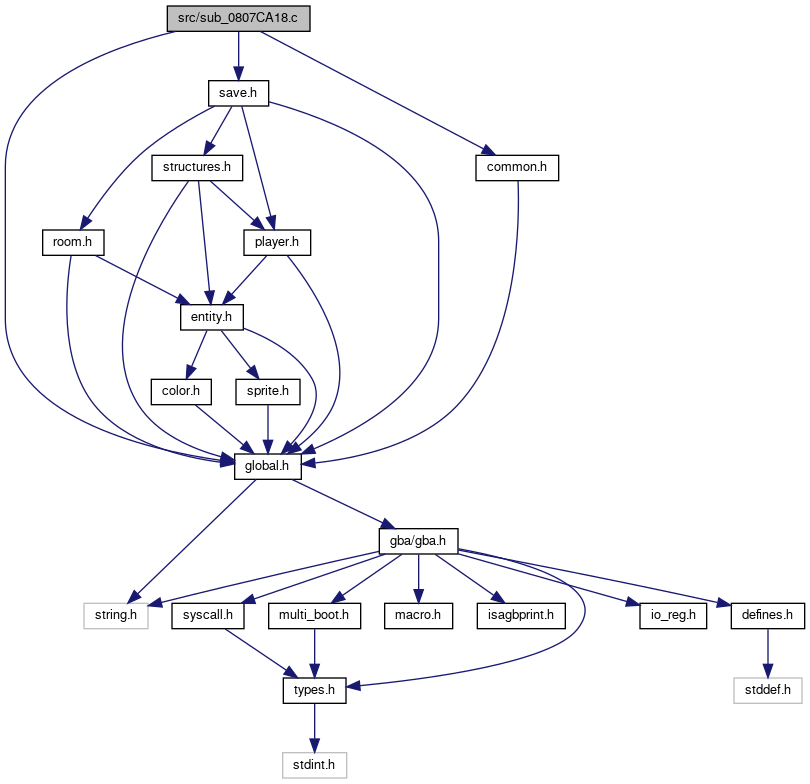 src/sub_0807CA18.c
save.h
structures.h
common.h
room.h
player.h
entity.h
color.h
sprite.h
global.h
gba/gba.h
string.h
syscall.h
multi_boot.h
macro.h
isagbprint.h
io_reg.h
defines.h
types.h
stddef.h
stdint.h